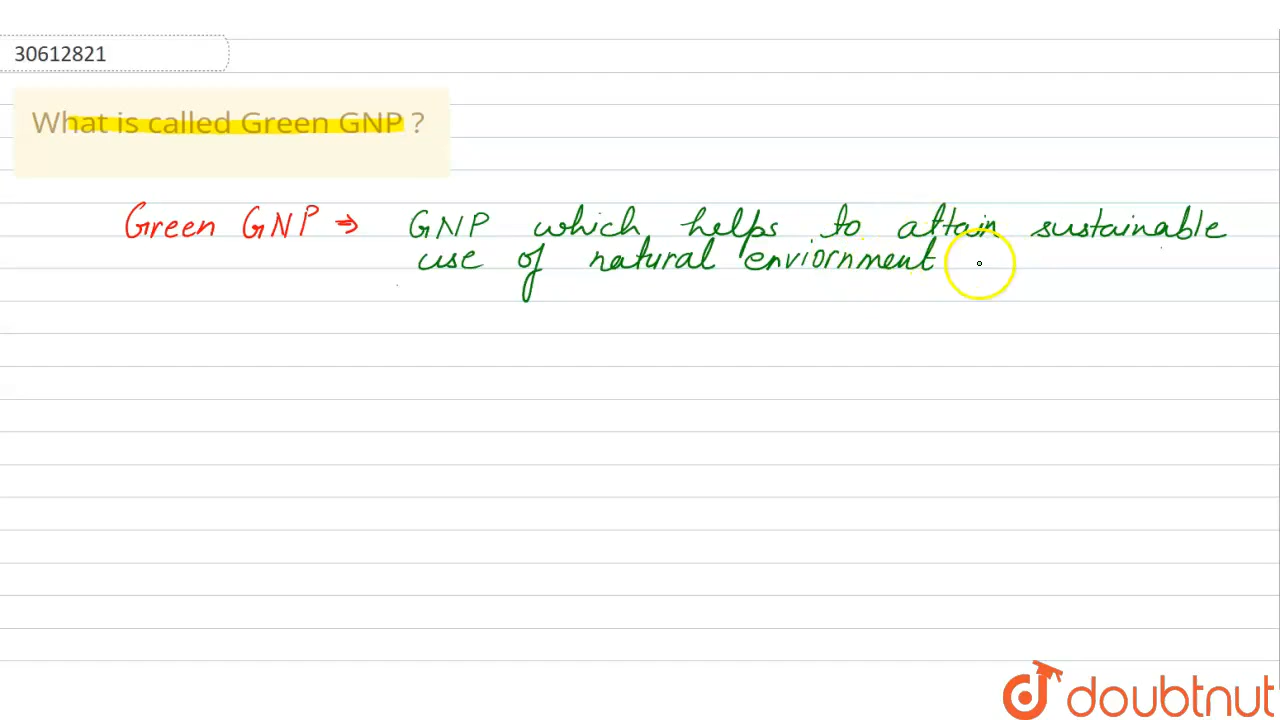 30612821
What is called Green GNP ?
Green GNP ⇒ GNP which helps to attain sustainable
use of natural enviornment
doubtnut